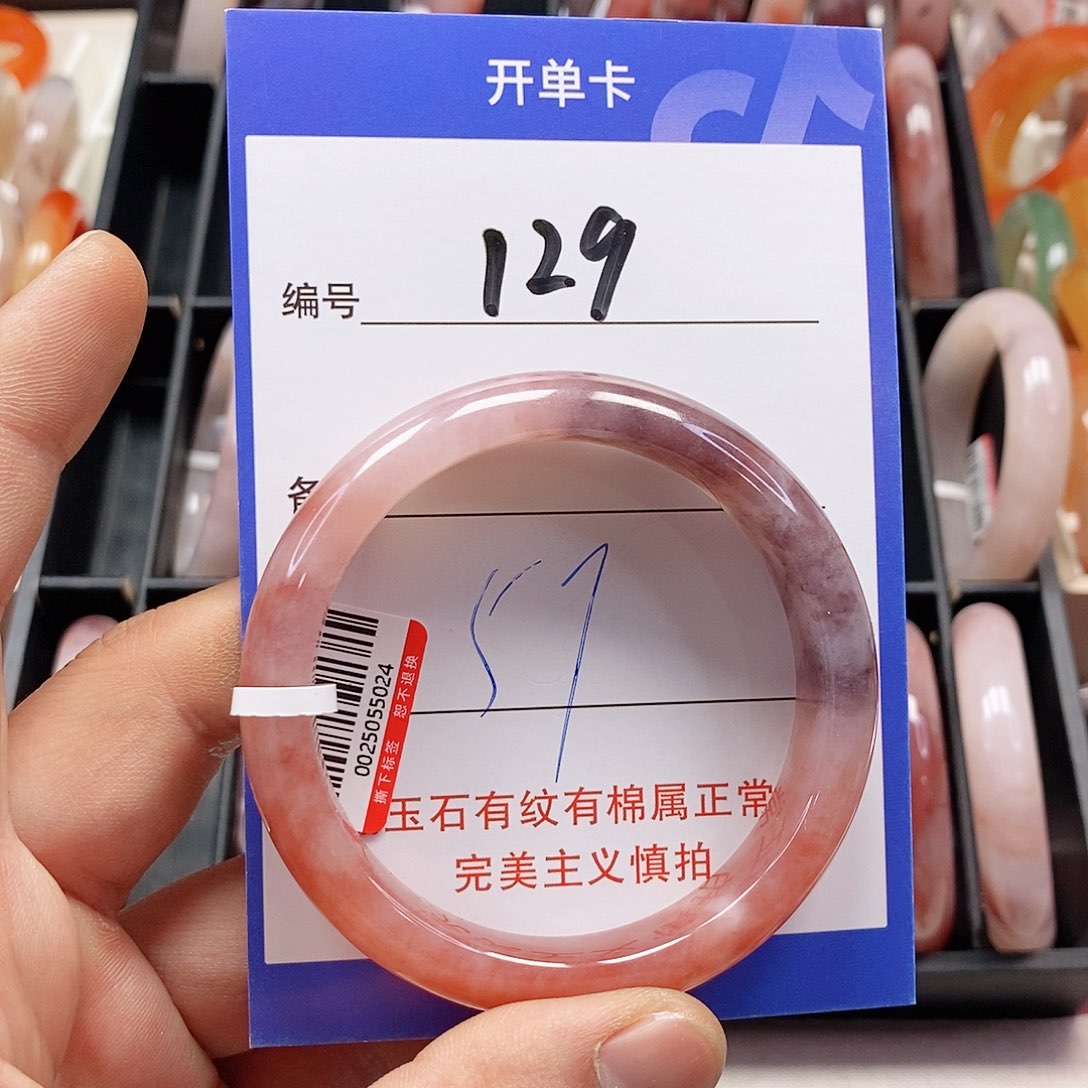 开单卡
编号 129
57
0025055024
撕下标签 恕不退换
玉石有纹有棉属正常
完美主义慎拍